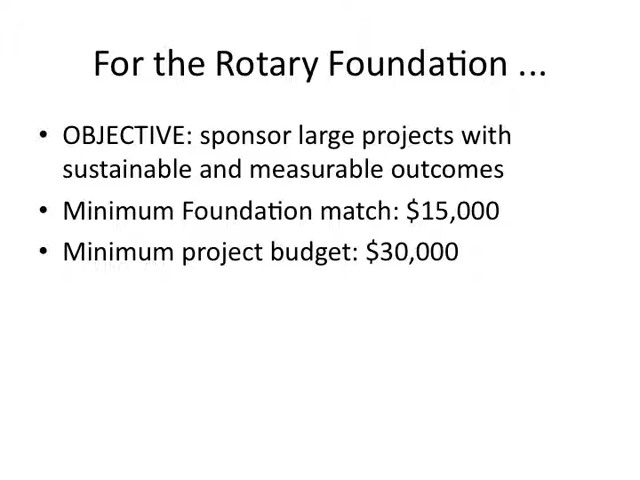 For the Rotary Foundation ...
• OBJECTIVE: sponsor large projects with
sustainable and measurable outcomes
• Minimum Foundation match: $15,000
• Minimum project budget: $30,000